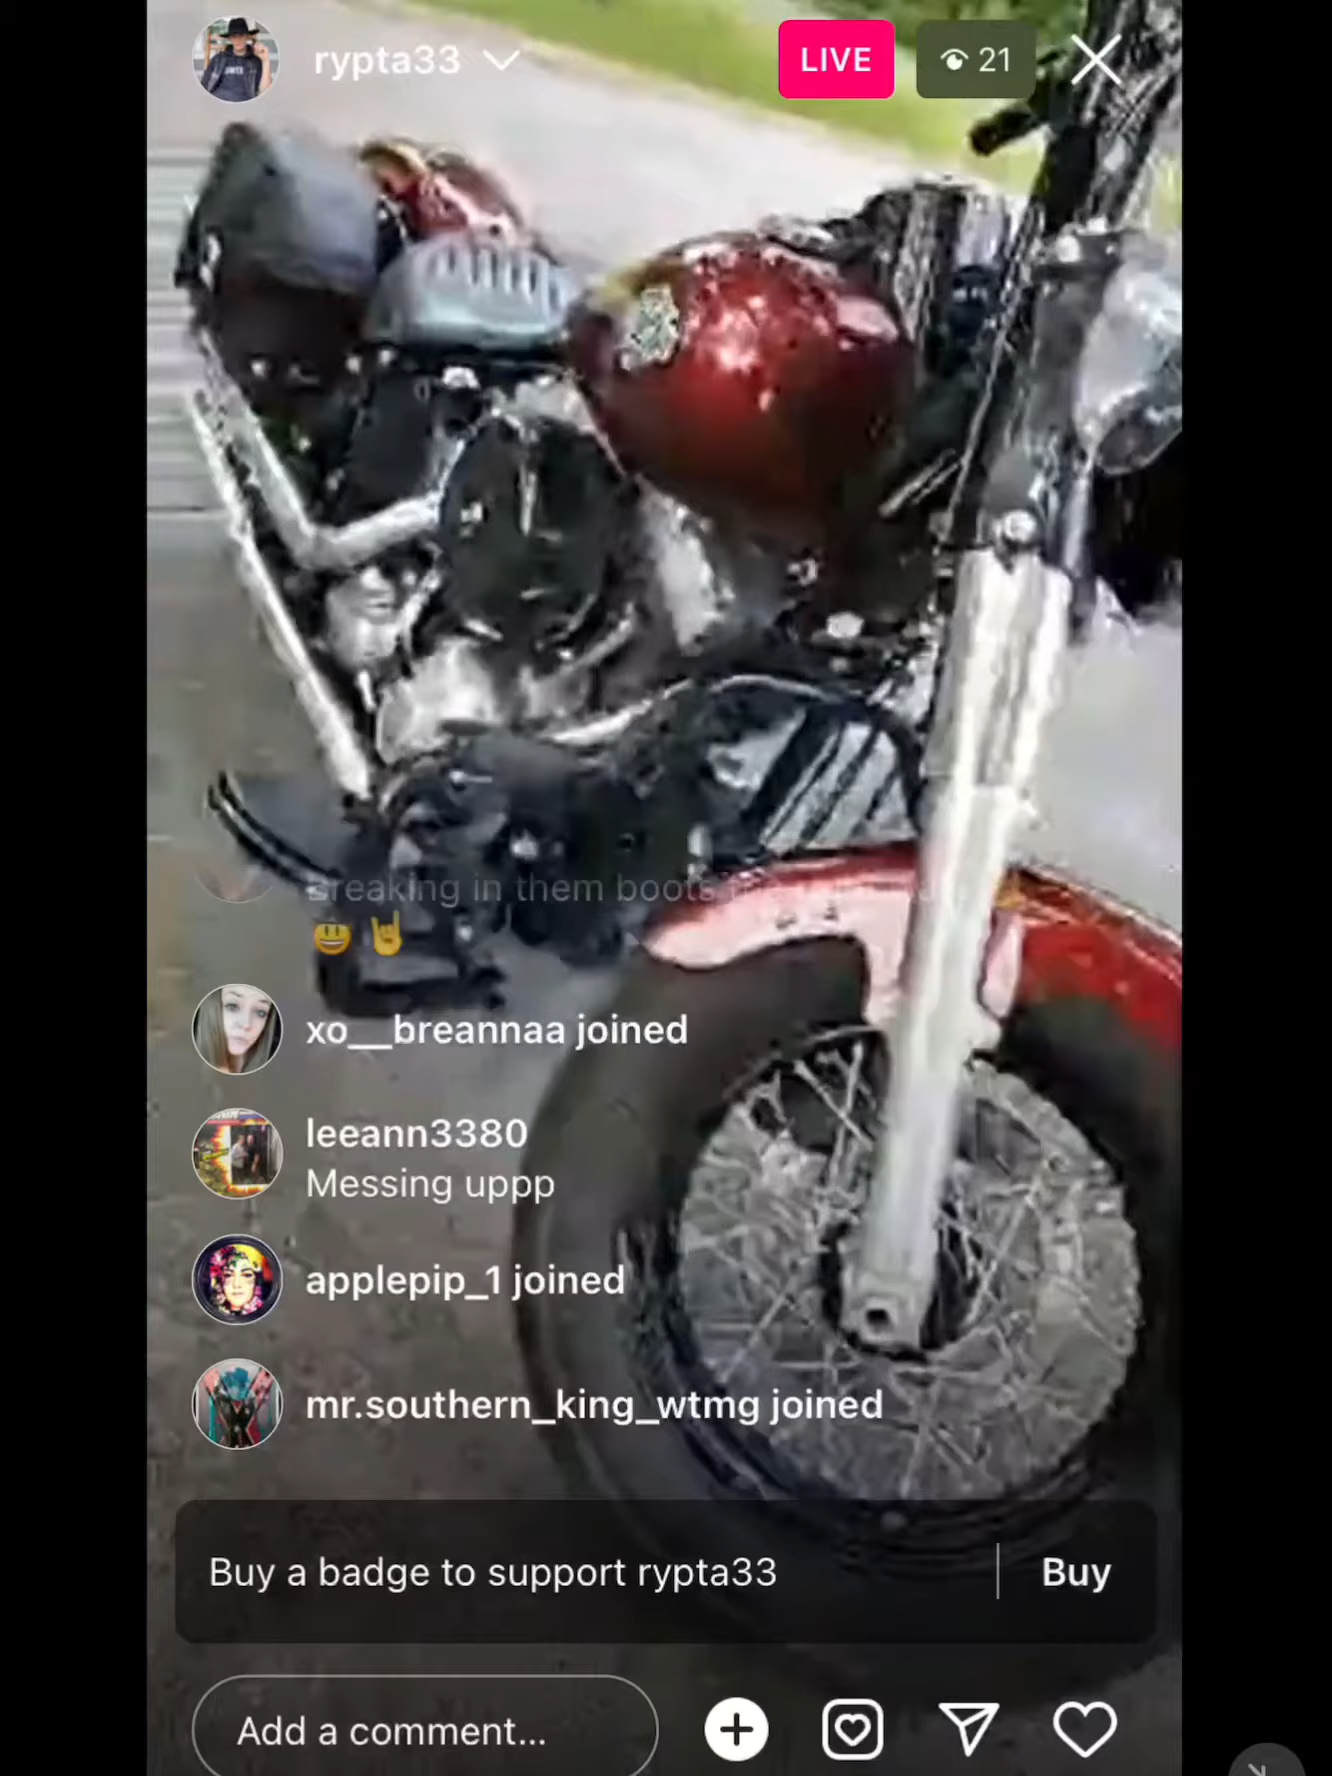 rypta33
LIVE
21
Breaking in them boots
😃 🤘
xo__breannaa joined
leeann3380
Messing uppp
applepip_1 joined
mr.southern_king_wtmg joined
Buy a badge to support rypta33
Buy
Add a comment...